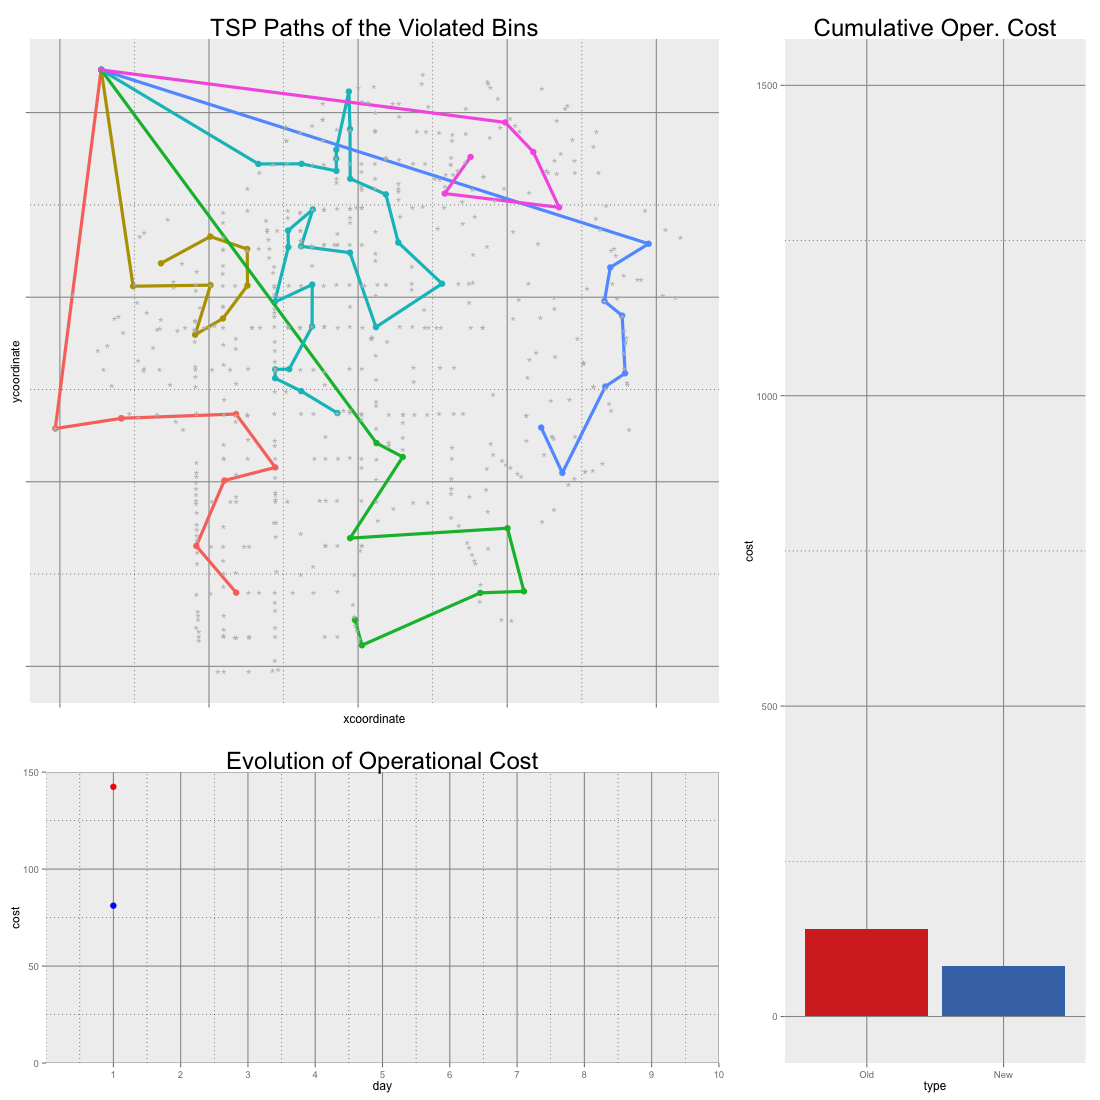 TSP Paths of the Violated Bins
ycoordinate
xcoordinate
Cumulative Oper. Cost
1500
1000
500
0
cost
Old New
type
Evolution of Operational Cost
150
100
50
0
cost
1 2 3 4 5 6 7 8 9 10
day